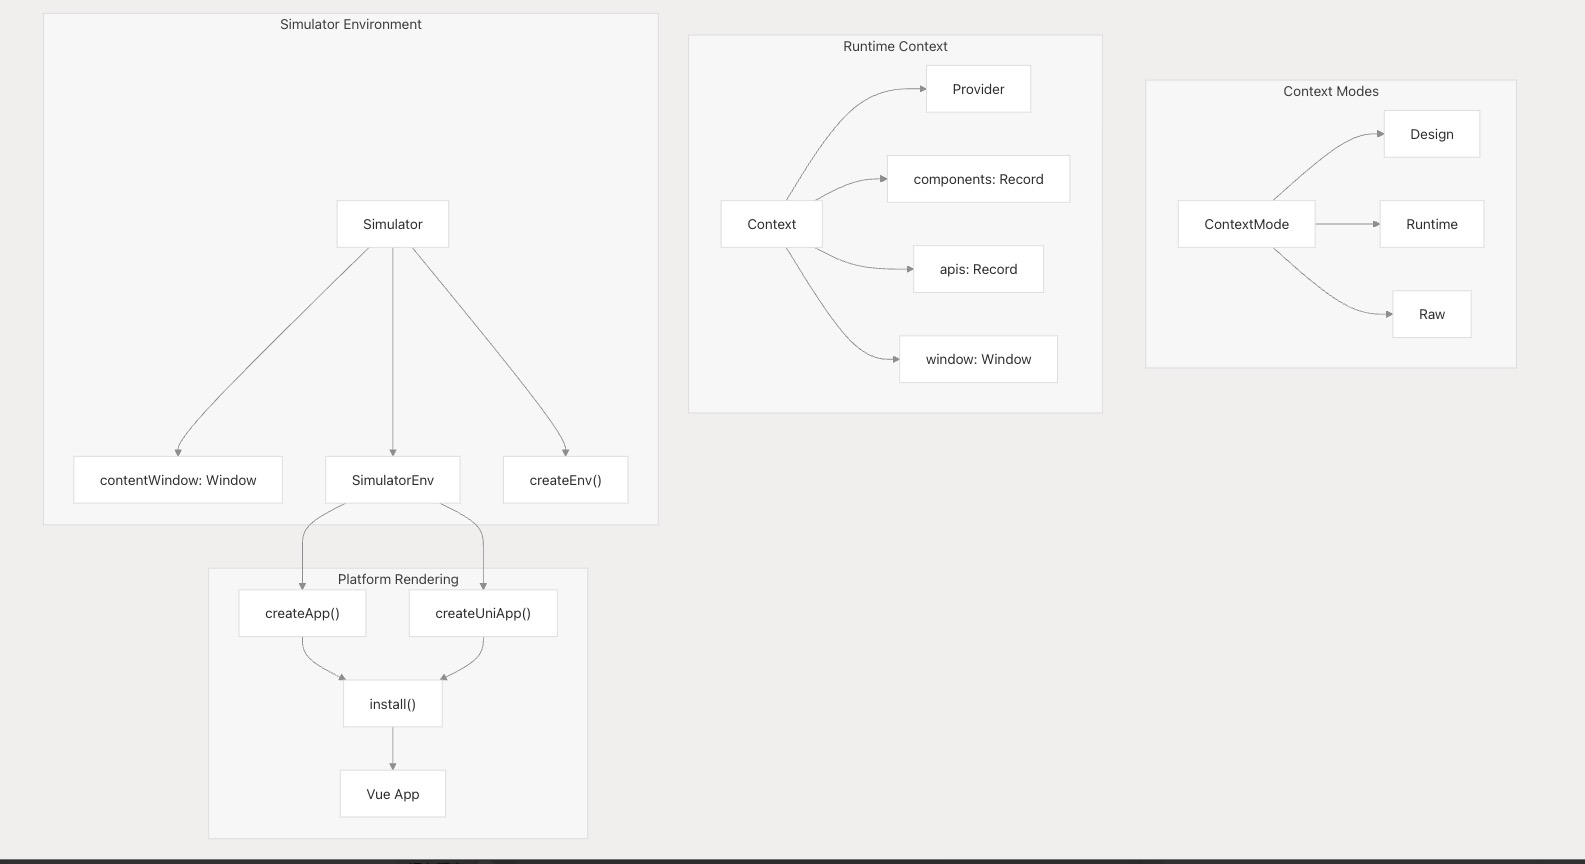 Simulator Environment
Simulator
contentWindow: Window
SimulatorEnv
createEnv()
Platform Rendering
createApp()
createUniApp()
install()
Vue App
Runtime Context
Context
Provider
components: Record
apis: Record
window: Window
Context Modes
ContextMode
Design
Runtime
Raw